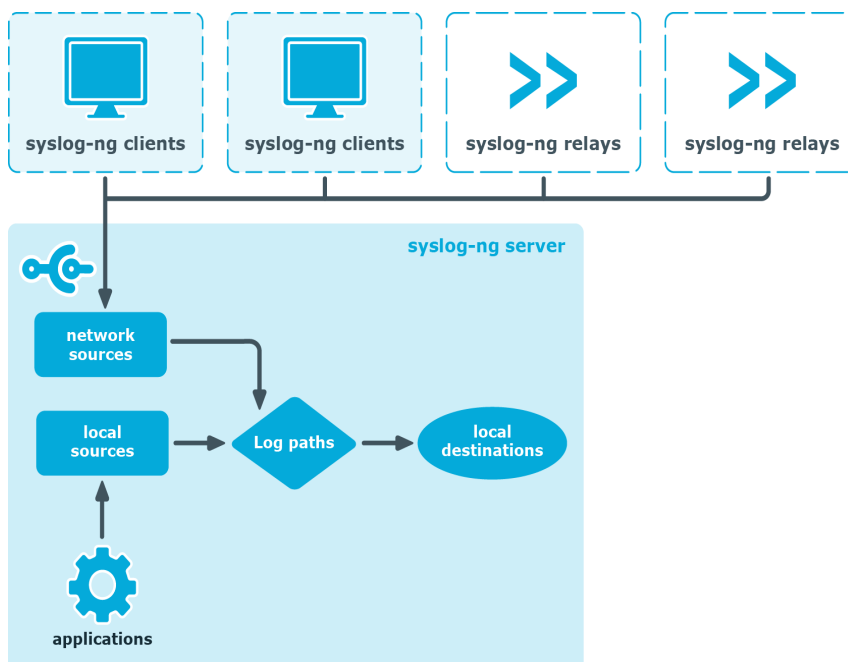 syslog-ng clients
syslog-ng clients
syslog-ng relays
syslog-ng relays
syslog-ng server
network
sources
local
sources
Log paths
local
destinations
applications